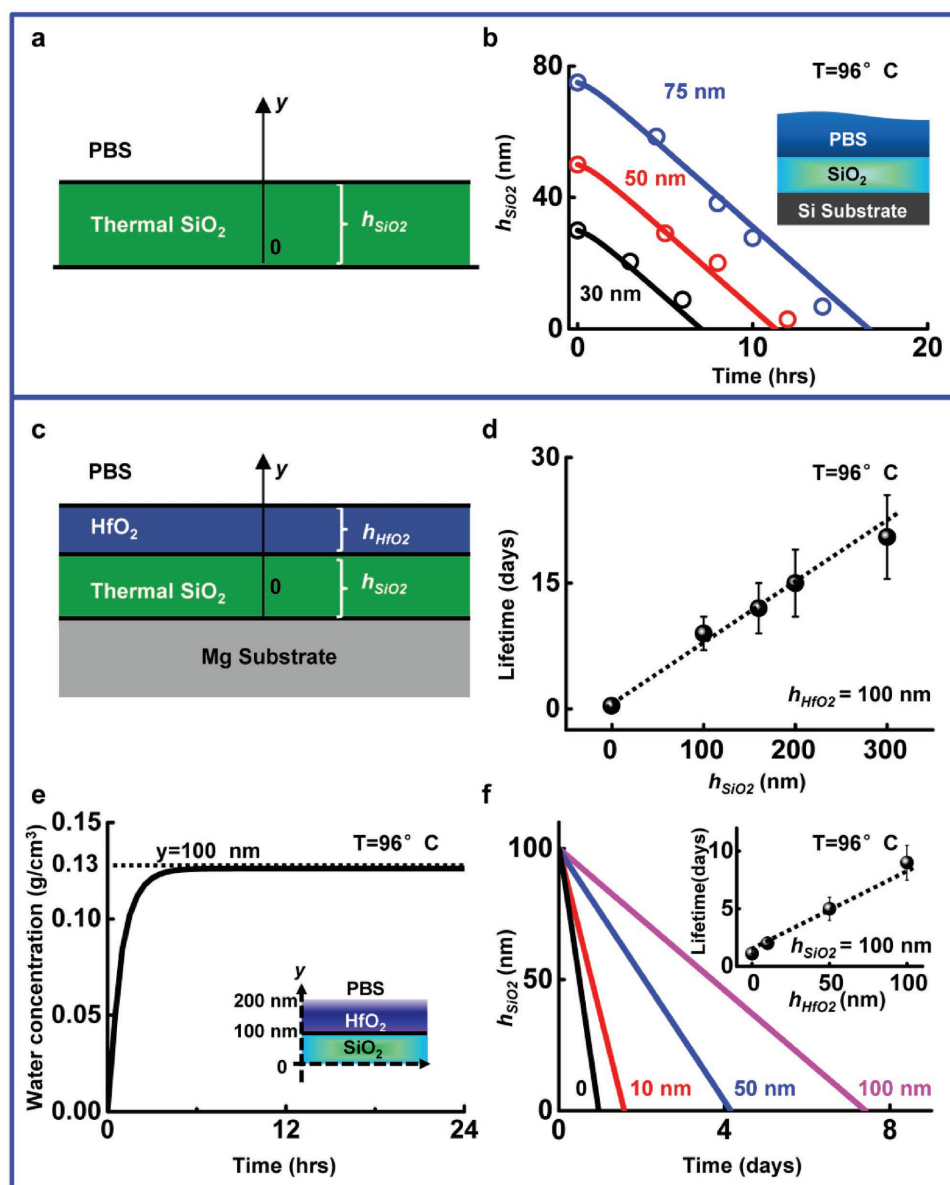 a
y
PBS
Thermal SiO2
hSiO2
0
b
T=96° C
80
40
0
hSiO2 (nm)
75 nm
50 nm
30 nm
PBS
SiO2
Si Substrate
0
10
20
Time (hrs)
c
y
PBS
HfO2
hHfO2
Thermal SiO2
0
hSiO2
Mg Substrate
d
T=96° C
30
15
0
Lifetime (days)
hHfO2 = 100 nm
0
100
200
300
hSiO2 (nm)
e
0.15
0.13
0.10
0.05
0.00
Water concentration (g/cm3)
y=100 nm
T=96° C
y
PBS
200 nm
HfO2
100 nm
SiO2
0
0
12
24
Time (hrs)
f
100
50
0
hSiO2 (nm)
0
10 nm
50 nm
100 nm
0
4
8
Time (days)
T=96° C
10
5
0
Lifetime(days)
hSiO2 = 100 nm
0
50
100
hHfO2 (nm)